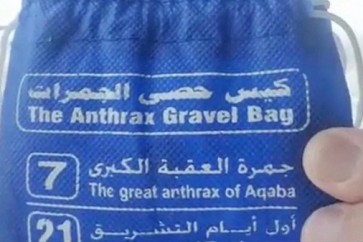 كيس حصى الجمرات
The Anthrax Gravel Bag
7
جمرة العقبة الكبرى
The great anthrax of Aqaba
21
أول أيام التشريق